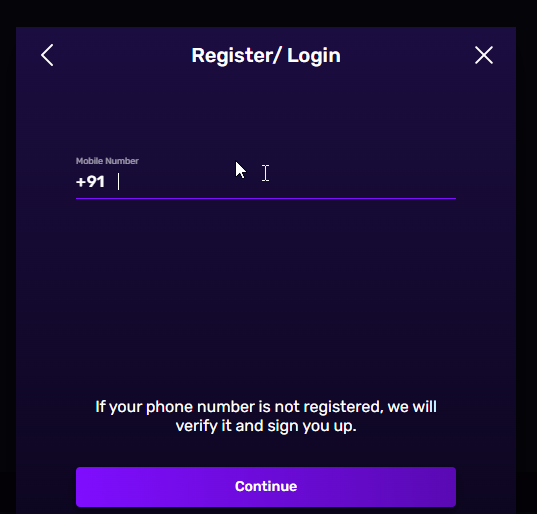 Register/ Login
Mobile Number
+91
If your phone number is not registered, we will
verify it and sign you up.
Continue